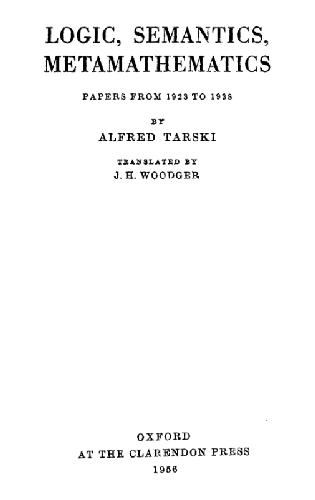 LOGIC, SEMANTICS,
METAMATHEMATICS
PAPERS FROM 1923 TO 1938
BY
ALFRED TARSKI
TRANSLATED BY
J. H. WOODGER
OXFORD
AT THE CLARENDON PRESS
1956